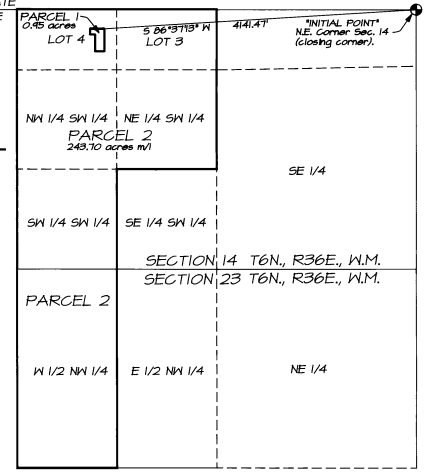 PARCEL 1
0.95 acres
LOT 4
S 86°37'13" W 4141.47'
LOT 3
"INITIAL POINT"
N.E. Corner Sec. 14
(closing corner).
NW 1/4 SW 1/4
NE 1/4 SW 1/4
PARCEL 2
243.70 acres m/l
SE 1/4
SW 1/4 SW 1/4
SE 1/4 SW 1/4
SECTION 14 T6N., R36E., W.M.
SECTION 23 T6N., R36E., W.M.
PARCEL 2
W 1/2 NW 1/4
E 1/2 NW 1/4
NE 1/4